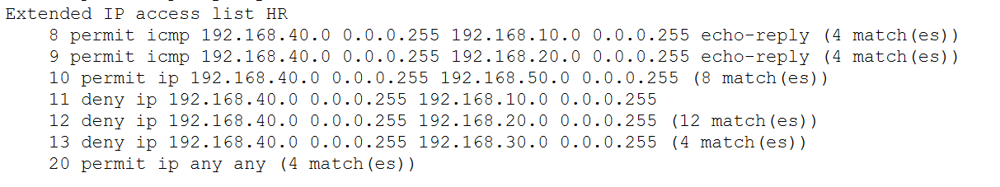 Extended IP access list HR
8 permit icmp 192.168.40.0 0.0.0.255 192.168.10.0 0.0.0.255 echo-reply (4 match(es))
9 permit icmp 192.168.40.0 0.0.0.255 192.168.20.0 0.0.0.255 echo-reply (4 match(es))
10 permit ip 192.168.40.0 0.0.0.255 192.168.50.0 0.0.0.255 (8 match(es))
11 deny ip 192.168.40.0 0.0.0.255 192.168.10.0 0.0.0.255
12 deny ip 192.168.40.0 0.0.0.255 192.168.20.0 0.0.0.255 (12 match(es))
13 deny ip 192.168.40.0 0.0.0.255 192.168.30.0 0.0.0.255 (4 match(es))
20 permit ip any any (4 match(es))